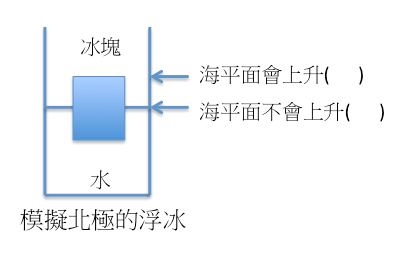 冰塊
海平面會上升(　)
海平面不會上升(　)
水
模擬北極的浮冰